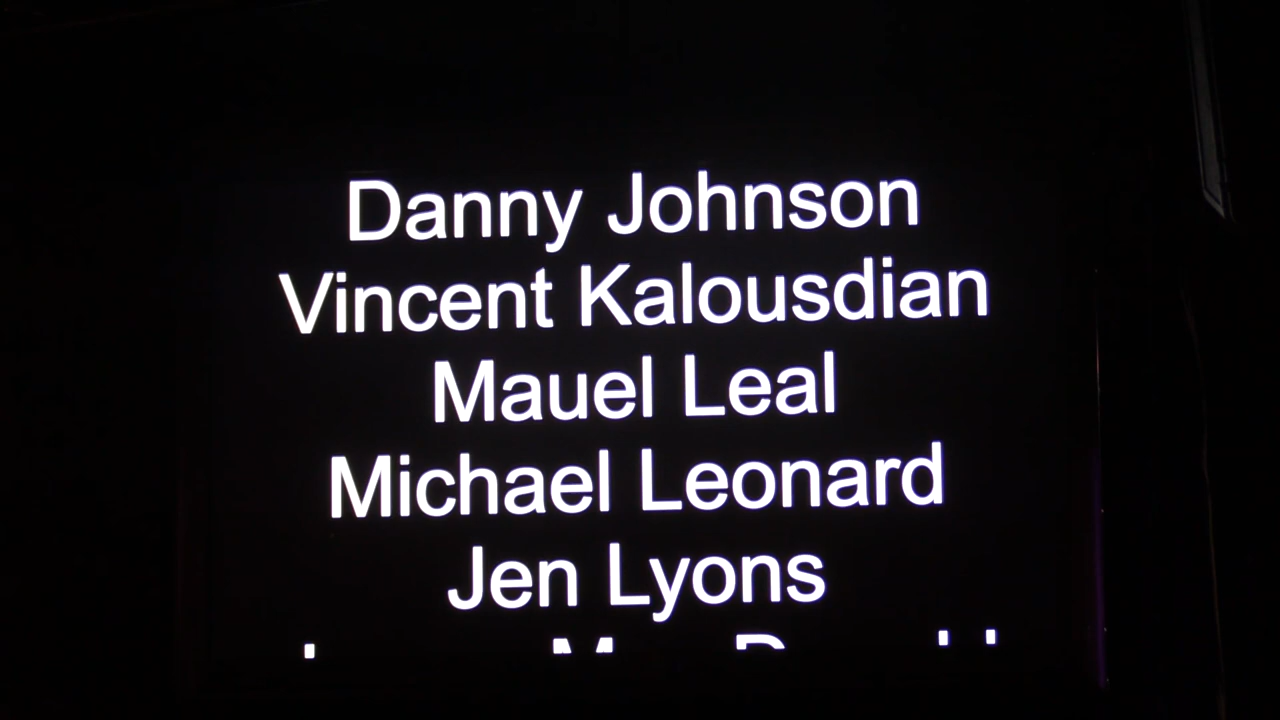 Danny Johnson
Vincent Kalousdian
Mauel Leal
Michael Leonard
Jen Lyons